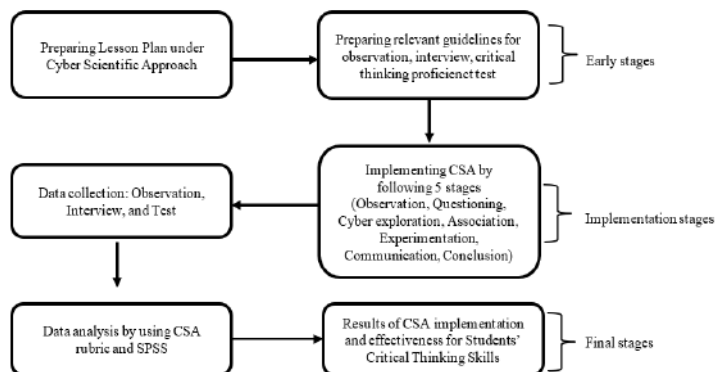 Preparing Lesson Plan under
Cyber Scientific Approach
Preparing relevant guidelines for
observation, interview, critical
thinking proficienct test
Early stages
Implementing CSA by
following 5 stages
(Observation, Questioning,
Cyber exploration, Association,
Experimentation,
Communication, Conclusion)
Implementation stages
Data collection: Observation,
Interview, and Test
Data analysis by using CSA
rubric and SPSS
Results of CSA implementation
and effectiveness for Students’
Critical Thinking Skills
Final stages